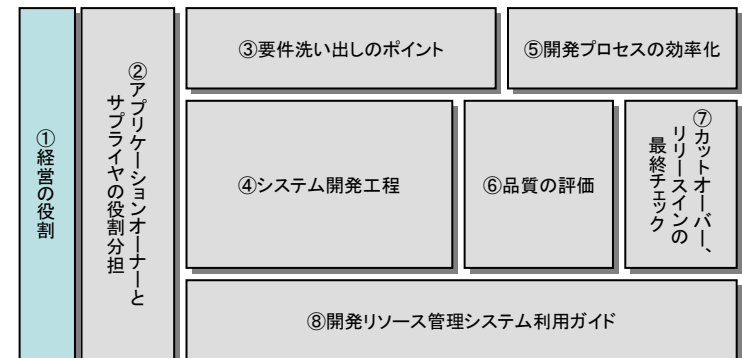 ①経営の役割
②アプリケーションオーナーと
サプライヤの役割分担
③要件洗い出しのポイント
⑤開発プロセスの効率化
④システム開発工程
⑥品質の評価
⑦カットオーバー、
リリースインの
最終チェック
⑧開発リソース管理システム利用ガイド